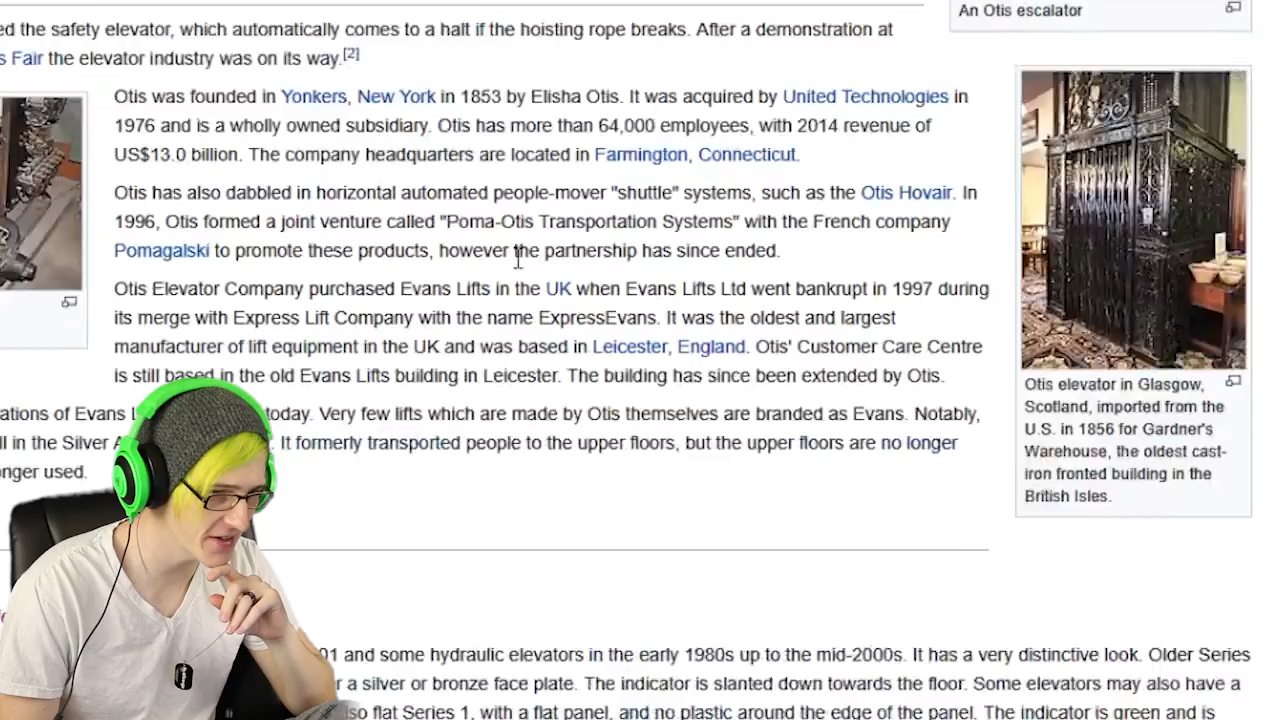 An Otis escalator
ed the safety elevator, which automatically comes to a halt if the hoisting rope breaks. After a demonstration at
s Fair the elevator industry was on its way.[2]
Otis was founded in Yonkers, New York in 1853 by Elisha Otis. It was acquired by United Technologies in
1976 and is a wholly owned subsidiary. Otis has more than 64,000 employees, with 2014 revenue of
US$13.0 billion. The company headquarters are located in Farmington, Connecticut.
Otis has also dabbled in horizontal automated people-mover "shuttle" systems, such as the Otis Hovair. In
1996, Otis formed a joint venture called "Poma-Otis Transportation Systems" with the French company
Pomagalski to promote these products, however the partnership has since ended.
Otis Elevator Company purchased Evans Lifts in the UK when Evans Lifts Ltd went bankrupt in 1997 during
its merge with Express Lift Company with the name ExpressEvans. It was the oldest and largest
manufacturer of lift equipment in the UK and was based in Leicester, England. Otis' Customer Care Centre
is still based in the old Evans Lifts building in Leicester. The building has since been extended by Otis.
ations of Evans L today. Very few lifts which are made by Otis themselves are branded as Evans. Notably,
ll in the Silver A It formerly transported people to the upper floors, but the upper floors are no longer
onger used.
Otis elevator in Glasgow,
Scotland, imported from the
U.S. in 1856 for Gardner's
Warehouse, the oldest cast-
iron fronted building in the
British Isles.
01 and some hydraulic elevators in the early 1980s up to the mid-2000s. It has a very distinctive look. Older Series
r a silver or bronze face plate. The indicator is slanted down towards the floor. Some elevators may also have a
so flat Series 1, with a flat panel, and no plastic around the edge of the panel. The indicator is green and is